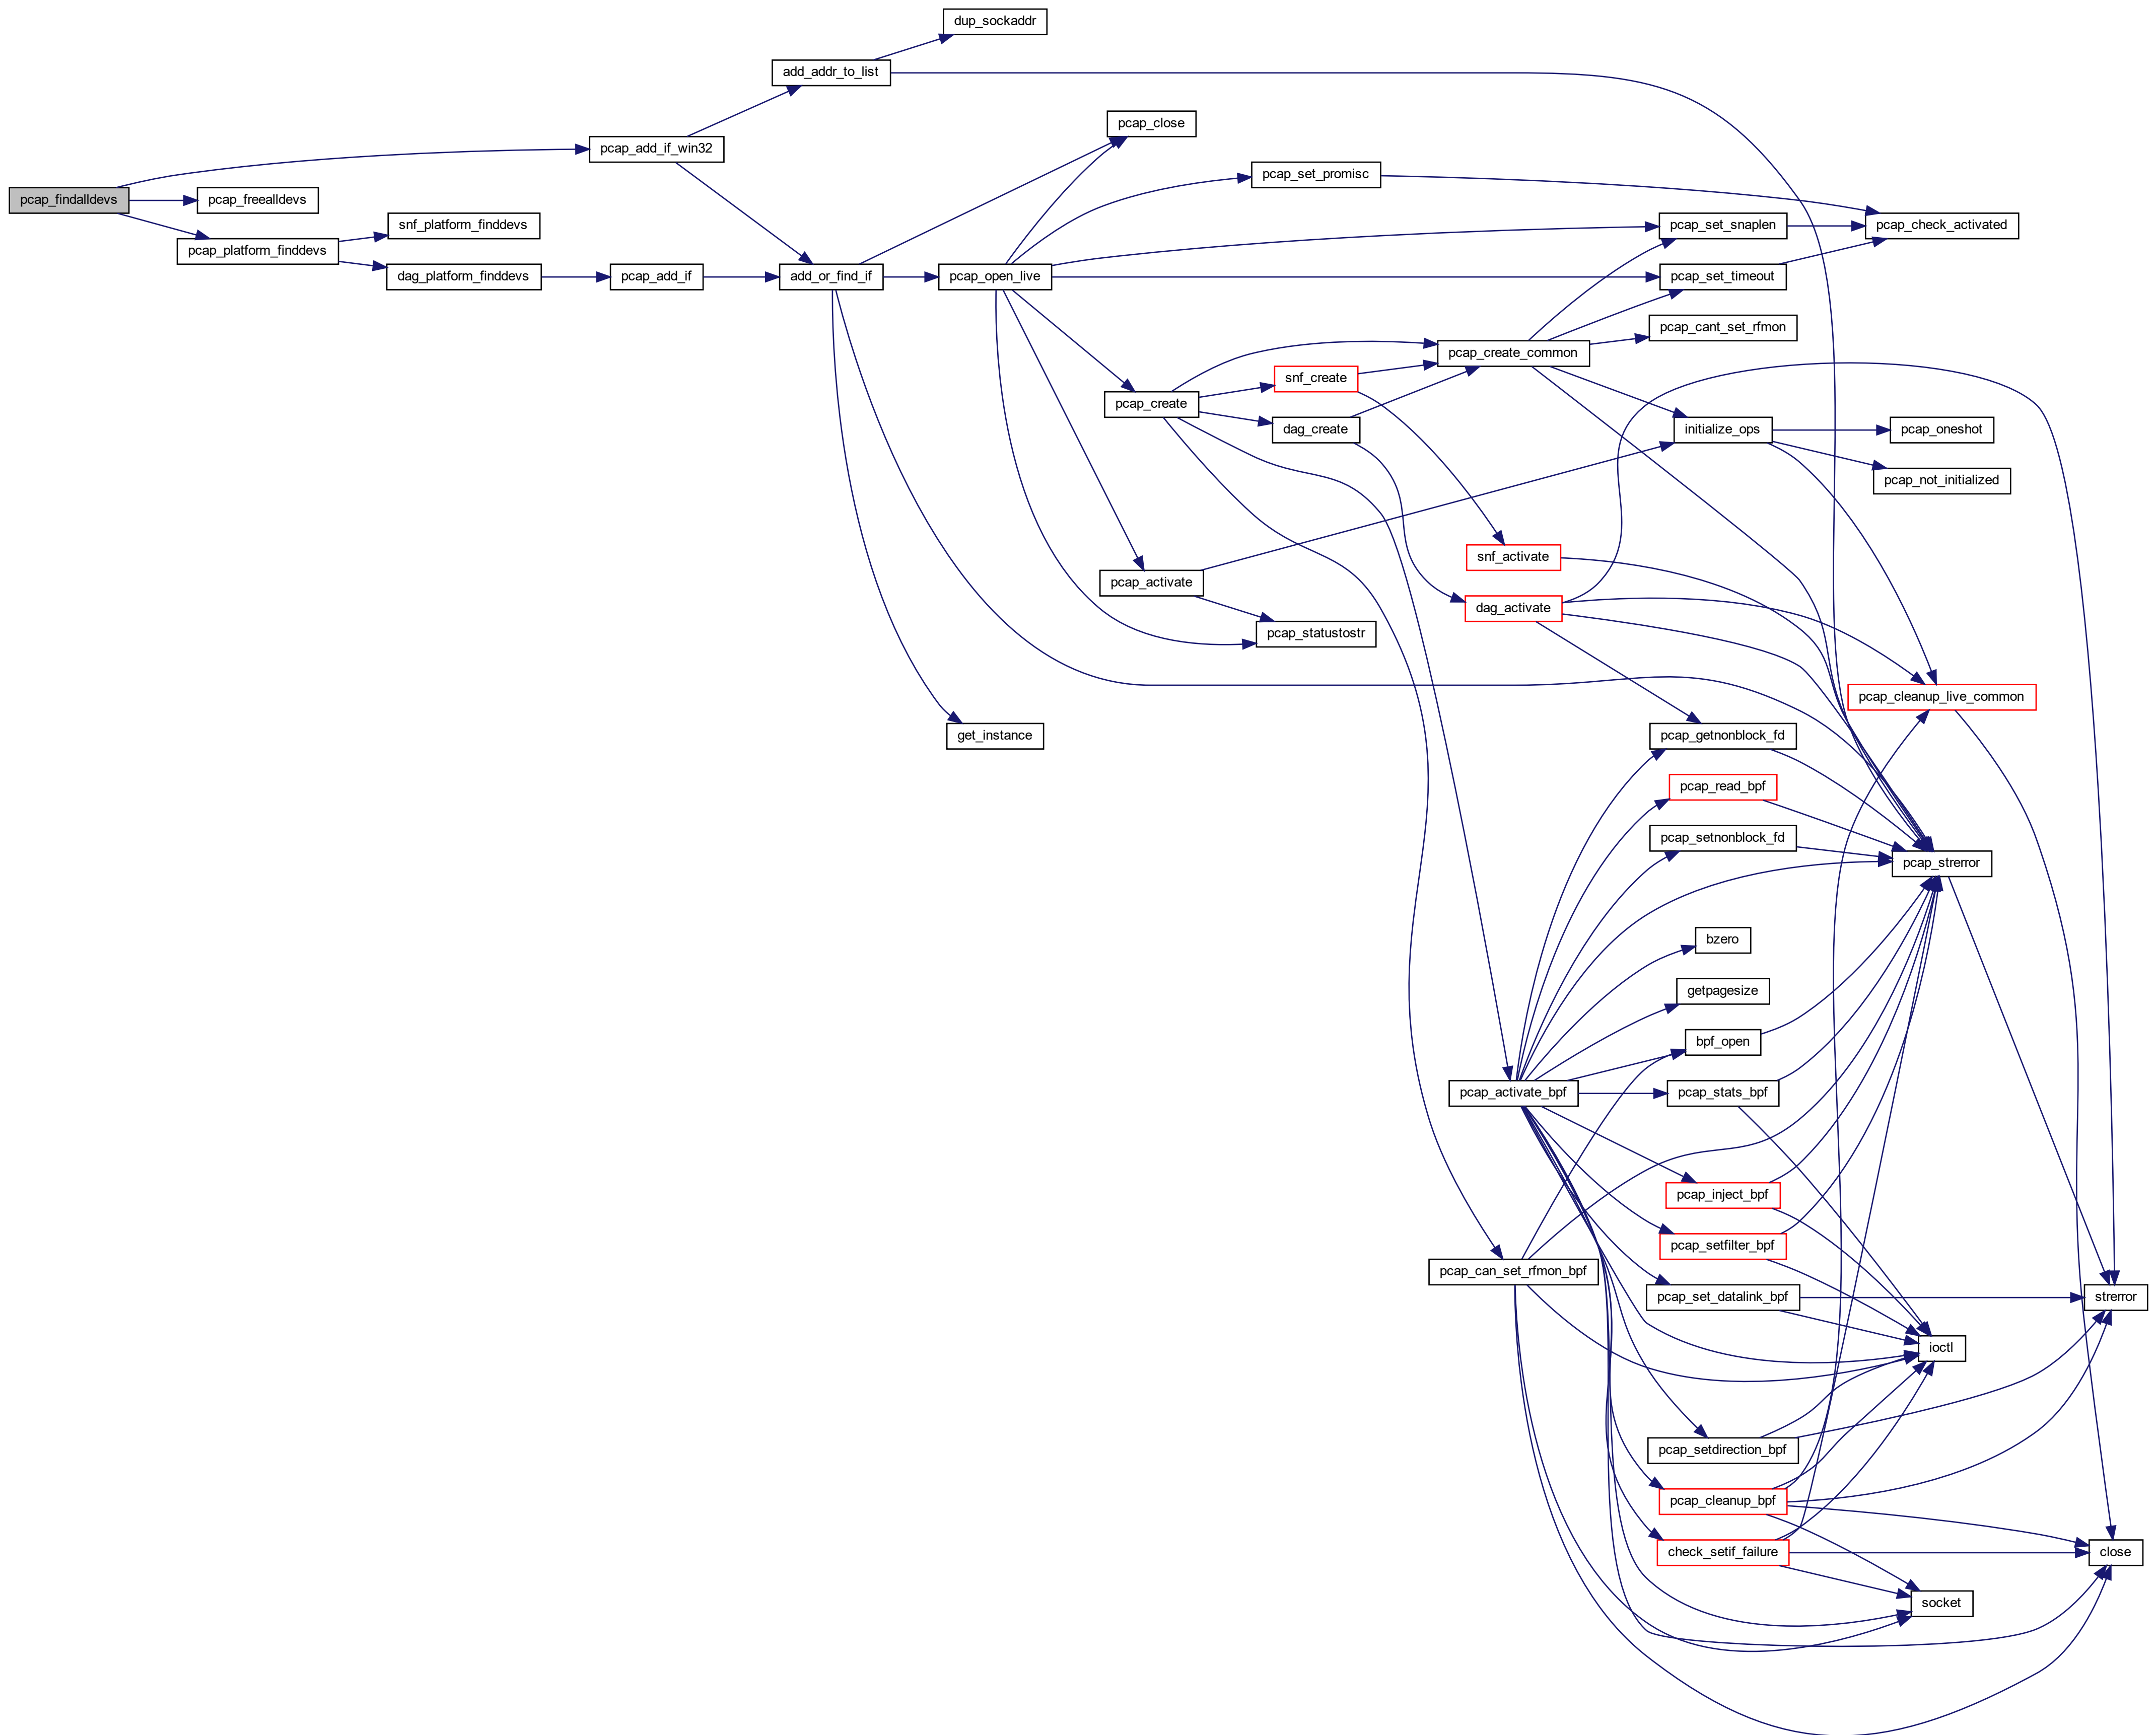 dup_sockaddr
add_addr_to_list
pcap_close
pcap_add_if_win32
pcap_set_promisc
pcap_findalldevs
pcap_freealldevs
snf_platform_finddevs
pcap_set_snaplen
pcap_check_activated
pcap_platform_finddevs
dag_platform_finddevs
pcap_add_if
add_or_find_if
pcap_open_live
pcap_set_timeout
pcap_cant_set_rfmon
pcap_create_common
snf_create
pcap_create
dag_create
initialize_ops
pcap_oneshot
pcap_not_initialized
snf_activate
pcap_activate
dag_activate
pcap_statustostr
pcap_cleanup_live_common
get_instance
pcap_getnonblock_fd
pcap_read_bpf
pcap_setnonblock_fd
pcap_strerror
bzero
getpagesize
bpf_open
pcap_activate_bpf
pcap_stats_bpf
pcap_inject_bpf
pcap_setfilter_bpf
pcap_can_set_rfmon_bpf
pcap_set_datalink_bpf
strerror
ioctl
pcap_setdirection_bpf
pcap_cleanup_bpf
check_setif_failure
close
socket